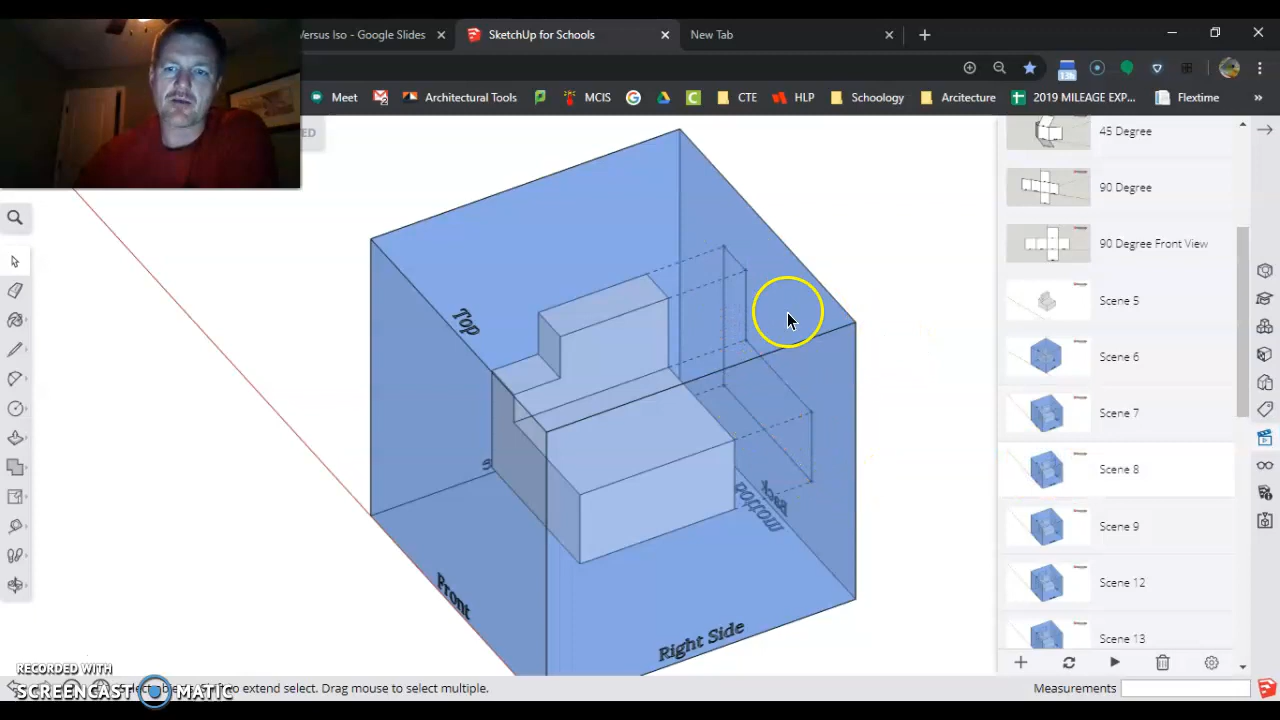 Versus Iso - Google Slides
SketchUp for Schools
New Tab
13h
Meet
Architectural Tools
MCIS
HLP
CTE
Schoology
Arcitecture
2019 MILEAGE EXP...
Flextime
ED
45 Degree
90 Degree
90 Degree Front View
Scene 5
Scene 6
Scene 7
Scene 8
Scene 9
Scene 12
Scene 13
Top
Front
Right Side
Bottom
Back
RECORDED WITH
SCREENCAST MATIC
to extend select. Drag mouse to select multiple.
Measurements